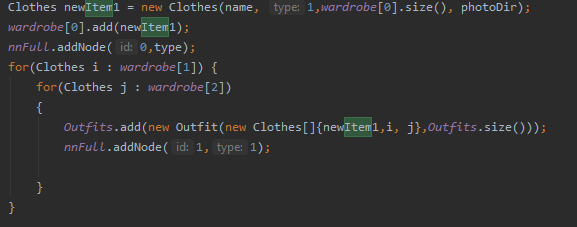 Clothes newItem1 = new Clothes(name, type: 1,wardrobe[0].size(), photoDir);
wardrobe[0].add(newItem1);
nnFull.addNode( id: 0,type);
for(Clothes i : wardrobe[1]) {
for(Clothes j : wardrobe[2])
{
Outfits.add(new Outfit(new Clothes[]{newItem1,i, j},Outfits.size()));
nnFull.addNode( id: 1, type: 1);
}
}